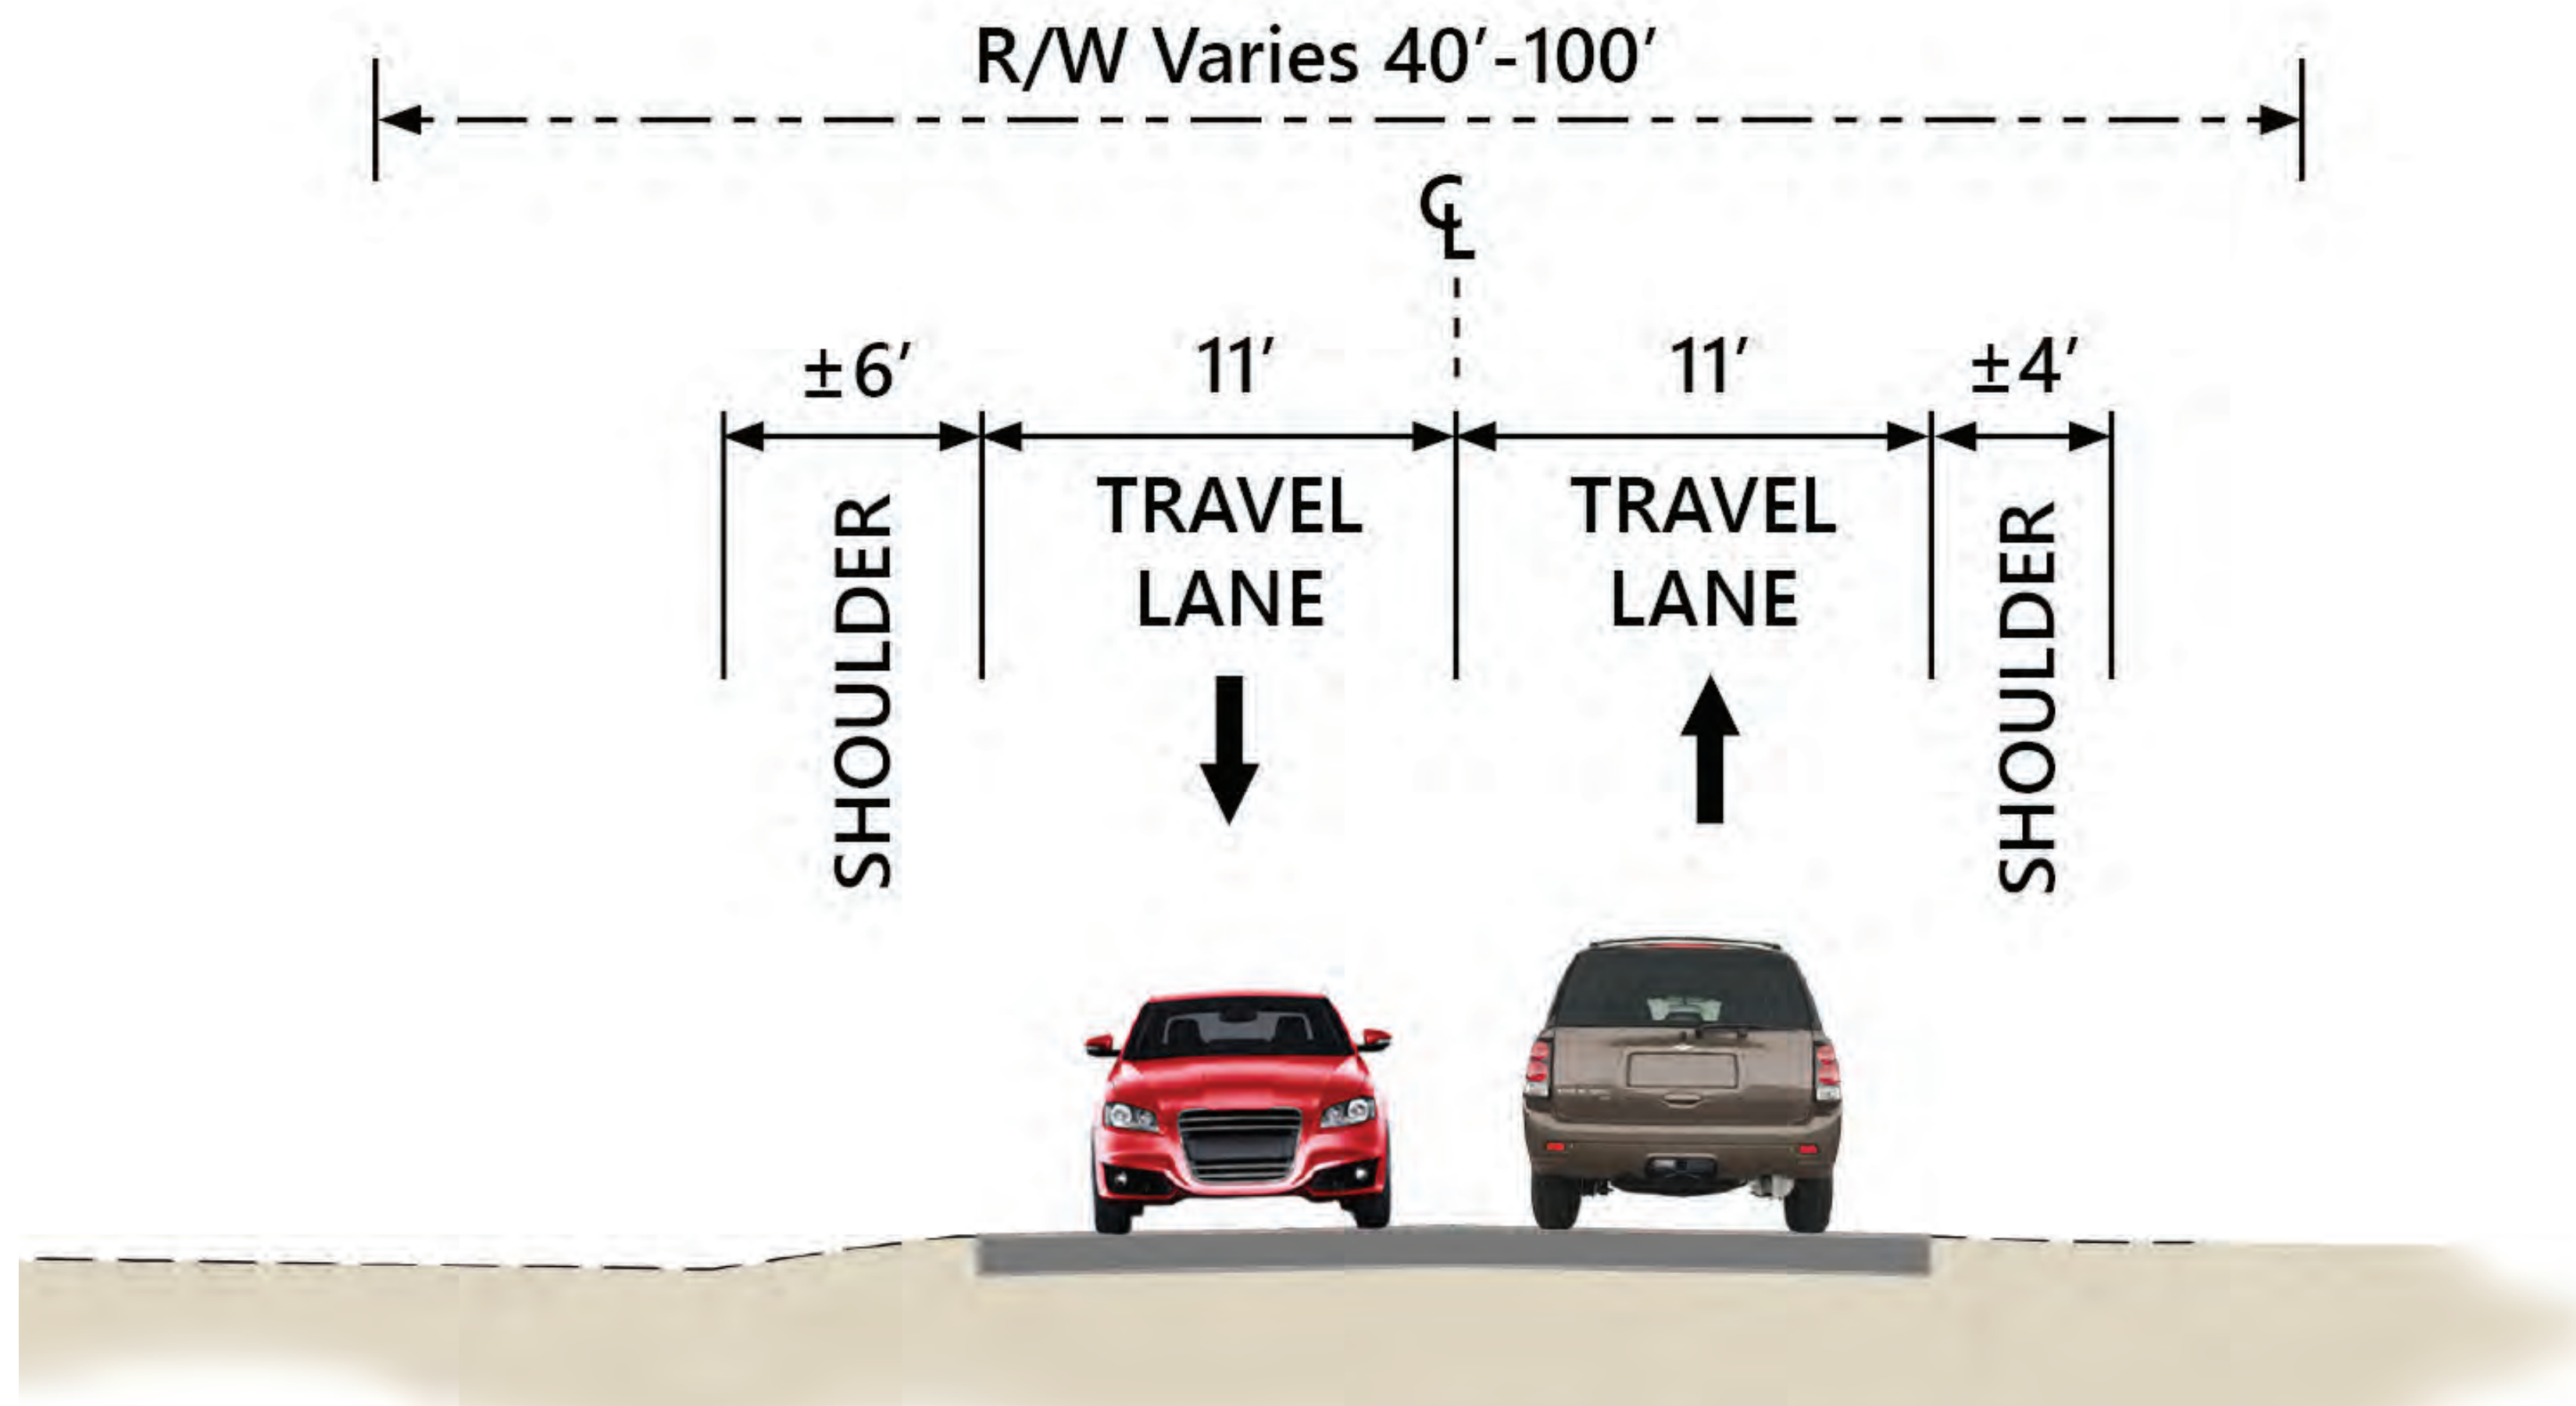 R/W Varies 40′-100′
℄
±6′
11′
11′
±4′
SHOULDER
TRAVEL
LANE
TRAVEL
LANE
SHOULDER